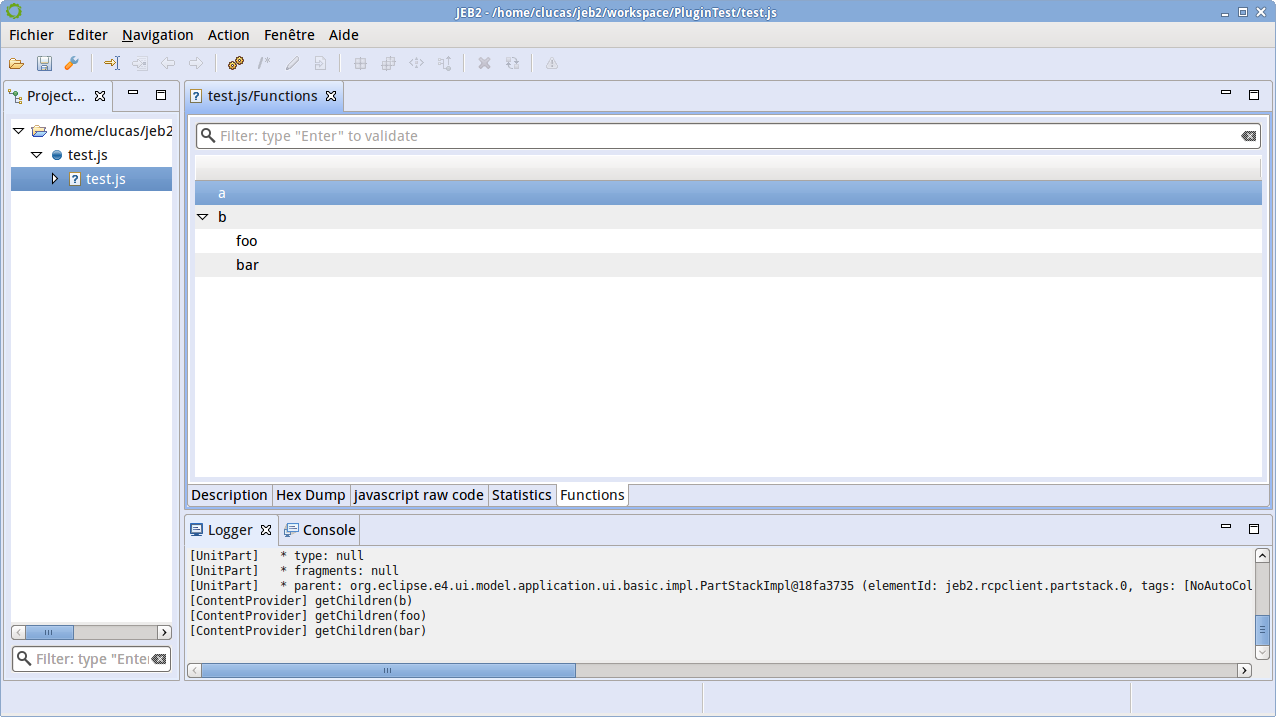 JEB2 - /home/clucas/jeb2/workspace/PluginTest/test.js
Fichier Editer Navigation Action Fenêtre Aide
Project...
/home/clucas/jeb2
test.js
test.js
Filter: type "Enter
test.js/Functions
Filter: type "Enter" to validate
a
b
foo
bar
Description Hex Dump javascript raw code Statistics Functions
Logger Console
[UnitPart]   * type: null
[UnitPart]   * fragments: null
[UnitPart]   * parent: org.eclipse.e4.ui.model.application.ui.basic.impl.PartStackImpl@18fa3735 (elementId: jeb2.rcpclient.partstack.0, tags: [NoAutoCol
[ContentProvider] getChildren(b)
[ContentProvider] getChildren(foo)
[ContentProvider] getChildren(bar)